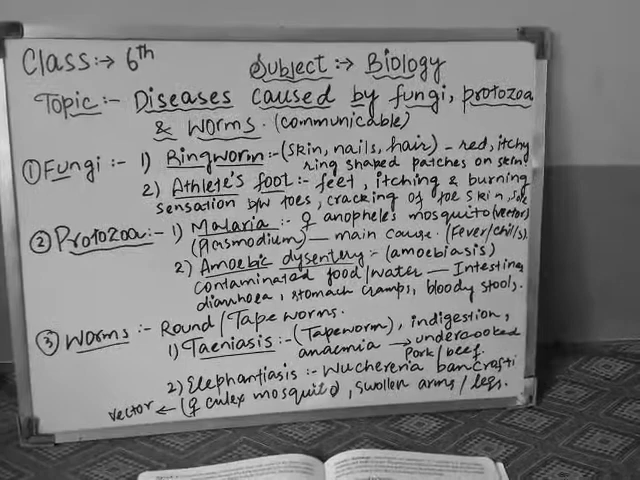 Class:→ 6th Subject:→ Biology
Topic:- Diseases caused by fungi, protozoa
& worms. (communicable)
① Fungi :- 1) Ringworm:-(skin, nails, hair) - red, itchy
ring shaped patches on skin
2) Athlete's foot :- feet, itching & burning
sensation b/w toes, cracking of toe skin, sole
② Protozoa:- 1) Malaria :- ♀ anopheles mosquito (vector)
(Plasmodium) — main cause. (Fever/chills).
2) Amoebic dysentery :- (amoebiasis)
contaminated food/water — Intestines
diarrhoea, stomach cramps, bloody stools.
③ Worms :- Round/Tape worms.
1) Taeniasis :- (Tapeworm), indigestion,
anaemia → undercooked
Pork/beef.
2) Elephantiasis :- Wuchereria bancrofti
vector ← (♀ culex mosquito), swollen arms/legs.